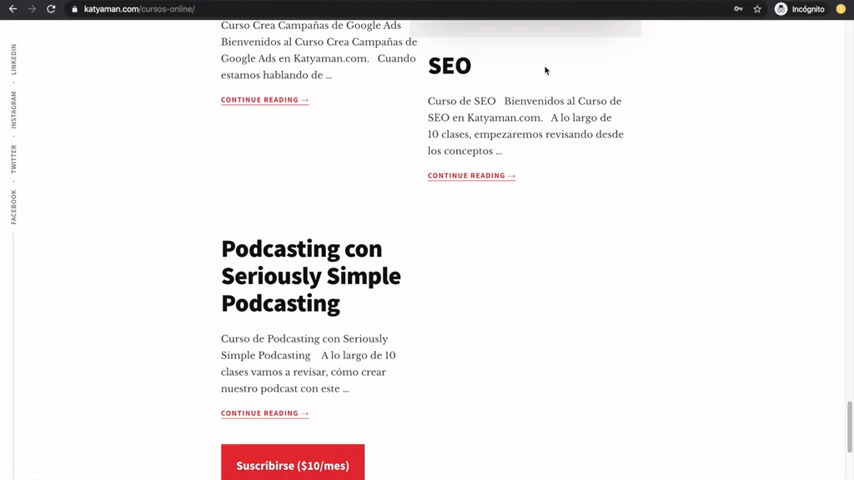 katyaman.com/cursos-online/
Incógnito
LINKEDIN
INSTAGRAM
TWITTER
FACEBOOK
Curso Crea Campañas de Google Ads
Bienvenidos al Curso Crea Campañas de
Google Ads en Katyaman.com. Cuando
estamos hablando de ...
CONTINUE READING →
SEO
Curso de SEO Bienvenidos al Curso de
SEO en Katyaman.com. A lo largo de
10 clases, empezaremos revisando desde
los conceptos ...
CONTINUE READING →
Podcasting con
Seriously Simple
Podcasting
Curso de Podcasting con Seriously
Simple Podcasting A lo largo de 10
clases vamos a revisar, cómo crear
nuestro podcast con este ...
CONTINUE READING →
Suscribirse ($10/mes)